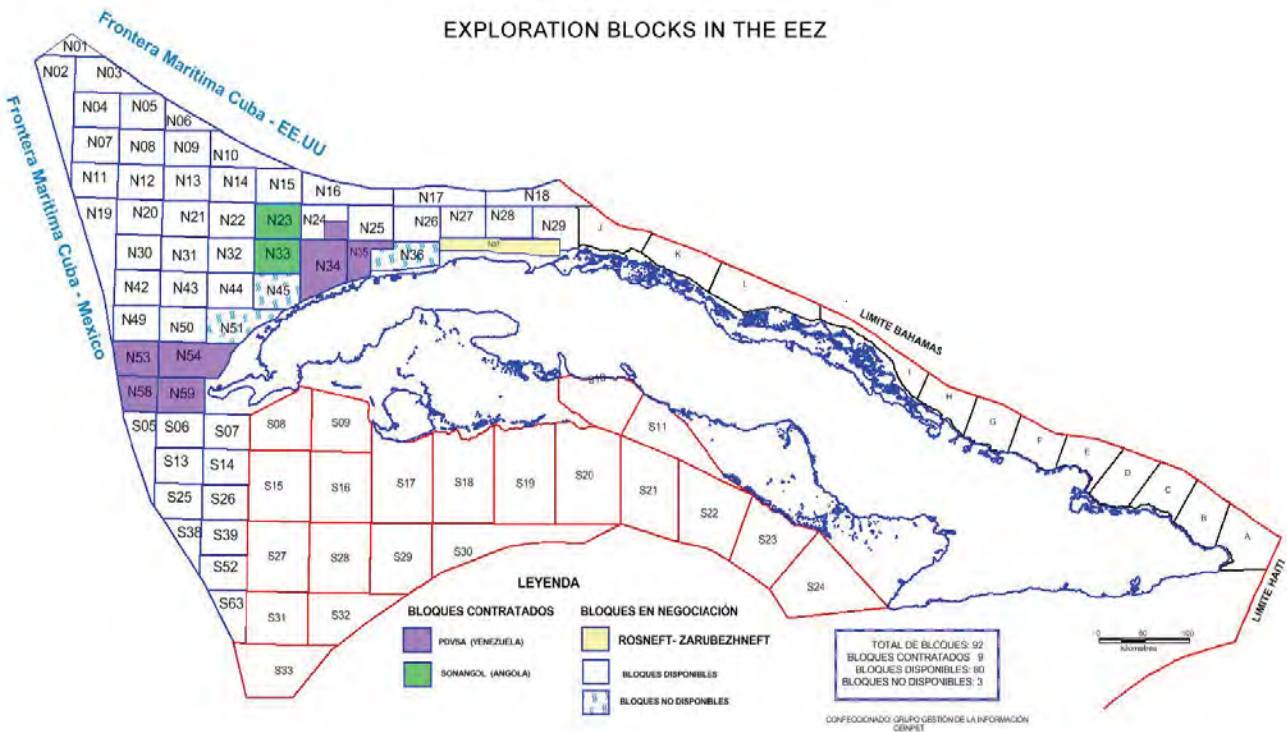 EXPLORATION BLOCKS IN THE EEZ
Frontera Marítima Cuba - EE.UU
Frontera Marítima Cuba - Mexico
N01
N02 N03
N04 N05 N06
N07 N08 N09 N10
N11 N12 N13 N14 N15 N16 N17 N18
N19 N20 N21 N22 N23 N24 N25 N26 N27 N28 N29
N30 N31 N32 N33 N34 N35 N36
N42 N43 N44 N45
N49 N50 N51
N53 N54
N58 N59
J
K
L
I
H
G
F
E
D
C
B
A
LIMITE BAHAMAS
LIMITE HAITI
S10
S05 S06 S07 S08 S09 S11
S13 S14 S15 S16 S17 S18 S19 S20 S21 S22 S23 S24
S25 S26
S38 S39 S27 S28 S29 S30
S52
S63 S31 S32
S33
LEYENDA
BLOQUES CONTRATADOS
PDVSA (VENEZUELA)
SONANGOL (ANGOLA)
BLOQUES EN NEGOCIACIÓN
ROSNEFT- ZARUBEZHNEFT
BLOQUES DISPONIBLES
BLOQUES NO DISPONIBLES
TOTAL DE BLOQUES: 92
BLOQUES CONTRATADOS 9
BLOQUES DISPONIBLES: 80
BLOQUES NO DISPONIBLES: 3
kilometres
CONFECCIONADO: GRUPO GESTIÓN DE LA INFORMACIÓN
CEINPET